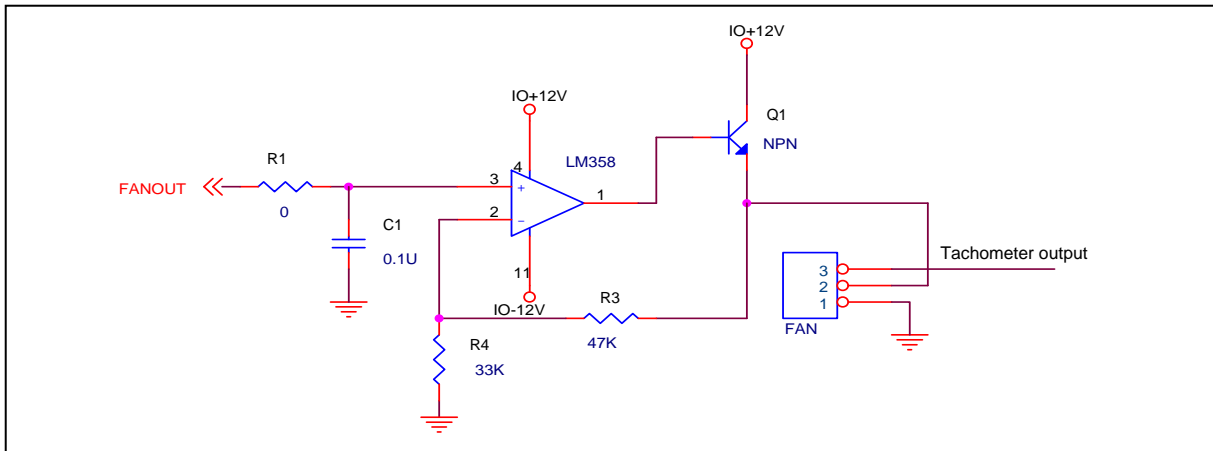 IO+12V
Q1
NPN
IO+12V
4
LM358
3
+
1
2
-
11
IO-12V
R1
FANOUT
0
C1
0.1U
R3
47K
R4
33K
Tachometer output
3
2
1
FAN